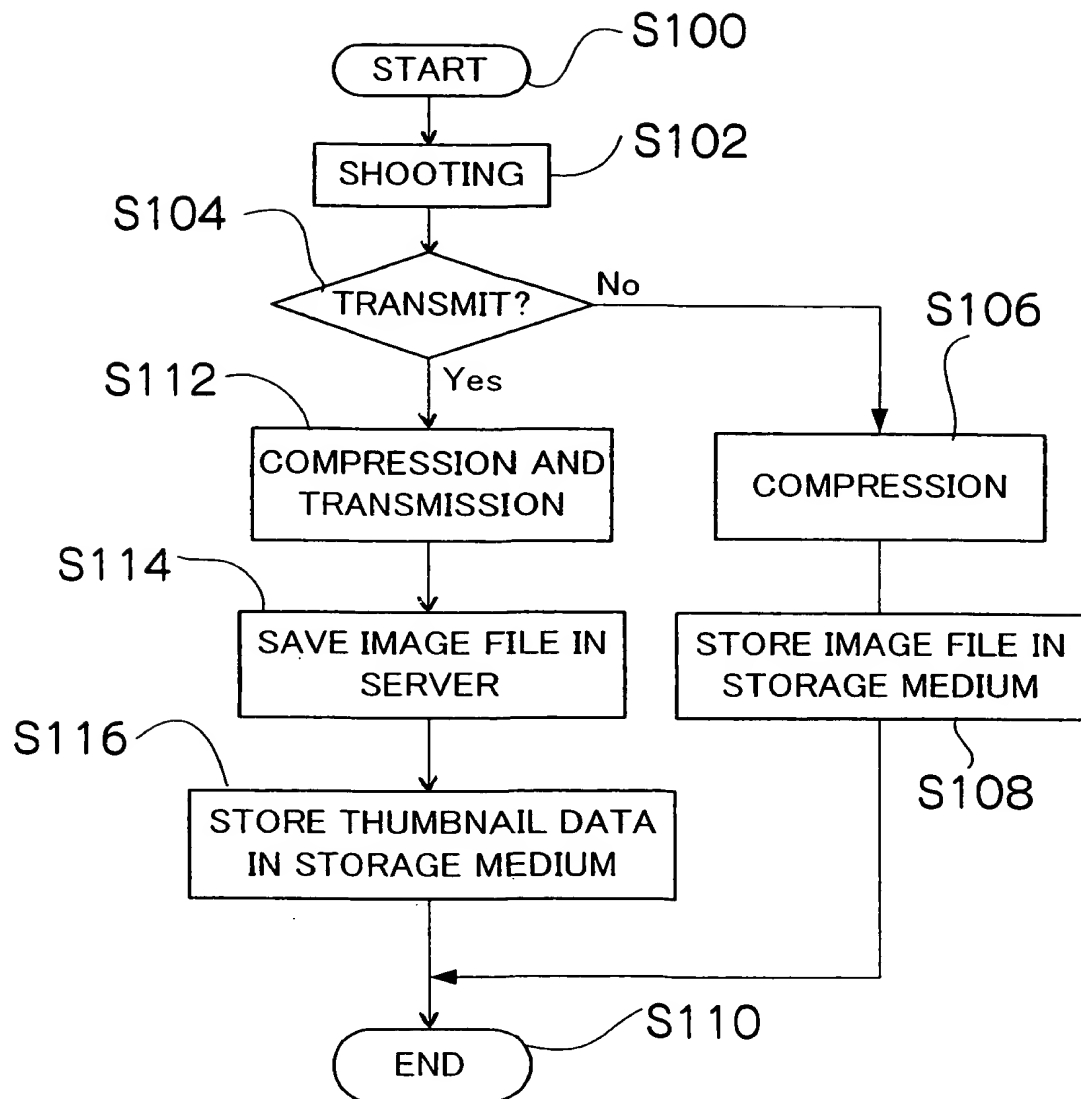 S100
START
S102
SHOOTING
S104
TRANSMIT?
No
S106
Yes
S112
COMPRESSION AND
TRANSMISSION
COMPRESSION
S114
SAVE IMAGE FILE IN
SERVER
STORE IMAGE FILE IN
STORAGE MEDIUM
S116
S108
STORE THUMBNAIL DATA
IN STORAGE MEDIUM
S110
END